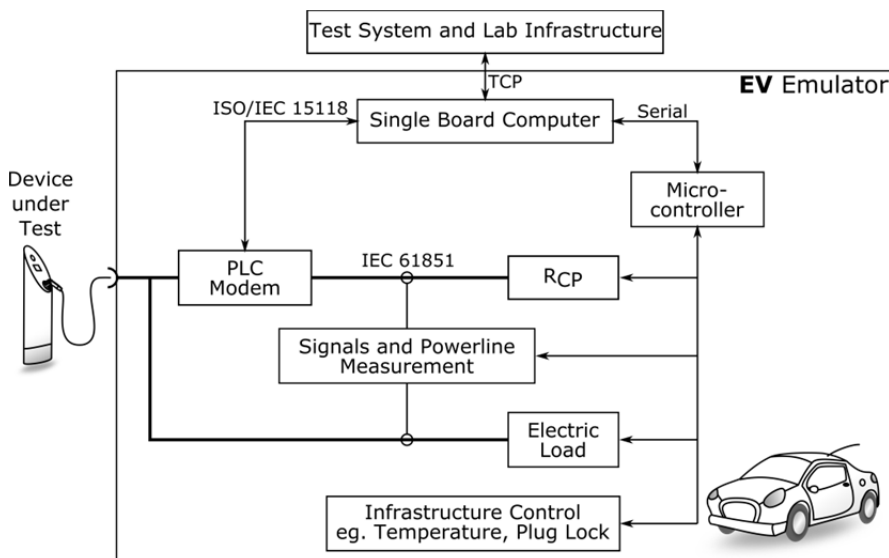 Test System and Lab Infrastructure
TCP
EV Emulator
ISO/IEC 15118
Single Board Computer
Serial
Device
under
Test
Micro-
controller
PLC
Modem
IEC 61851
RCP
Signals and Powerline
Measurement
Electric
Load
Infrastructure Control
eg. Temperature, Plug Lock